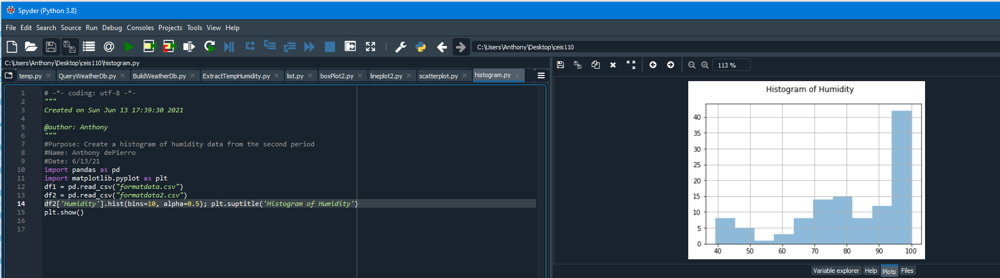 Spyder (Python 3.8)
File Edit Search Source Run Debug Consoles Projects Tools View Help
C:\Users\Anthony\Desktop\ceis110
C:\Users\Anthony\Desktop\ceis110\histogram.py
temp.py QueryWeatherDb.py BuildWeatherDb.py ExtractTempHumidity.py list.py boxPlot2.py lineplot2.py scatterplot.py histogram.py
1 # -*- coding: utf-8 -*-
2 """
3 Created on Sun Jun 13 17:39:30 2021
4
5 @author: Anthony
6 """
7 #Purpose: Create a histogram of humidity data from the second period
8 #Name: Anthony dePierro
9 #Date: 6/13/21
10 import pandas as pd
11 import matplotlib.pyplot as plt
12 df1 = pd.read_csv("formatdata.csv")
13 df2 = pd.read_csv("formatdata2.csv")
14 df2['Humidity'].hist(bins=10, alpha=0.5); plt.suptitle('Histogram of Humidity')
15 plt.show()
16
17
113 %
Histogram of Humidity
40
35
30
25
20
15
10
5
0
40 50 60 70 80 90 100
Variable explorer Help Plots Files